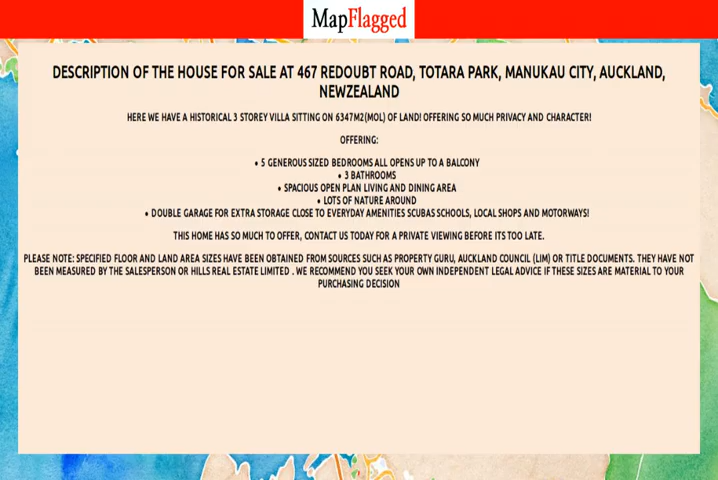 MapFlagged
DESCRIPTION OF THE HOUSE FOR SALE AT 467 REDOUBT ROAD, TOTARA PARK, MANUKAU CITY, AUCKLAND,
NEWZEALAND
HERE WE HAVE A HISTORICAL 3 STOREY VILLA SITTING ON 6347M2(MOL) OF LAND! OFFERING SO MUCH PRIVACY AND CHARACTER!
OFFERING:
• 5 GENEROUS SIZED BEDROOMS ALL OPENS UP TO A BALCONY
• 3 BATHROOMS
• SPACIOUS OPEN PLAN LIVING AND DINING AREA
• LOTS OF NATURE AROUND
• DOUBLE GARAGE FOR EXTRA STORAGE CLOSE TO EVERYDAY AMENITIES SCUBAS SCHOOLS, LOCAL SHOPS AND MOTORWAYS!
THIS HOME HAS SO MUCH TO OFFER, CONTACT US TODAY FOR A PRIVATE VIEWING BEFORE ITS TOO LATE.
PLEASE NOTE: SPECIFIED FLOOR AND LAND AREA SIZES HAVE BEEN OBTAINED FROM SOURCES SUCH AS PROPERTY GURU, AUCKLAND COUNCIL (LIM) OR TITLE DOCUMENTS. THEY HAVE NOT
BEEN MEASURED BY THE SALESPERSON OR HILLS REAL ESTATE LIMITED . WE RECOMMEND YOU SEEK YOUR OWN INDEPENDENT LEGAL ADVICE IF THESE SIZES ARE MATERIAL TO YOUR
PURCHASING DECISION